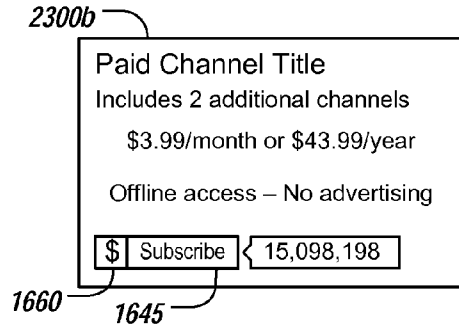 2300b
Paid Channel Title
Includes 2 additional channels
$3.99/month or $43.99/year
Offline access – No advertising
$ Subscribe 15,098,198
1660
1645